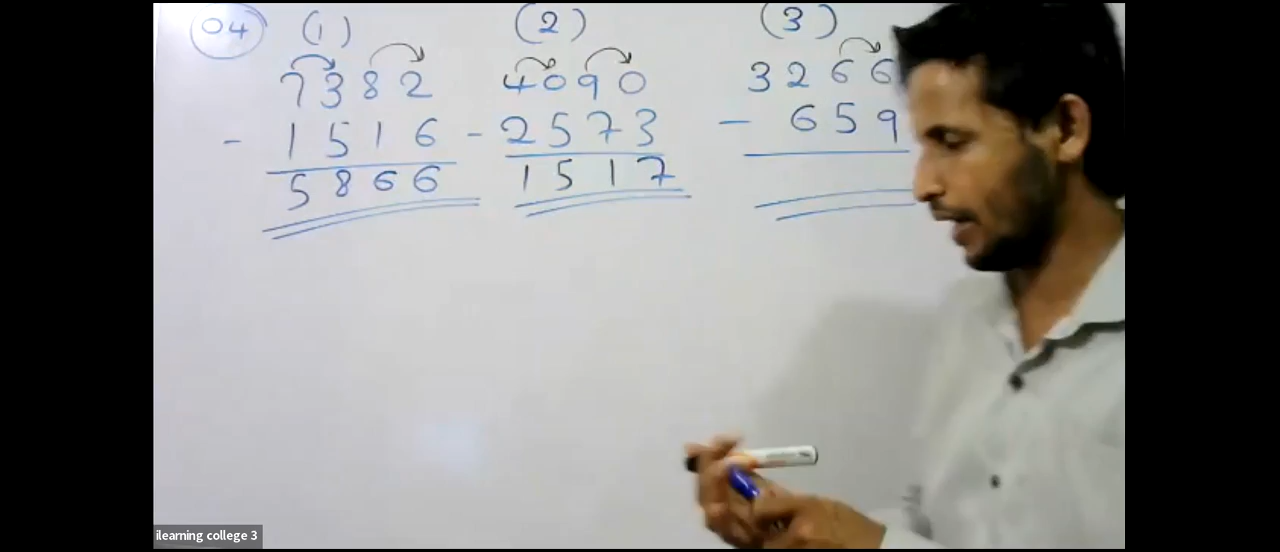 04 (1) (2) (3)
7382 4090 3266
- 1516 - 2573 - 659
5866 1517
ilearning college 3